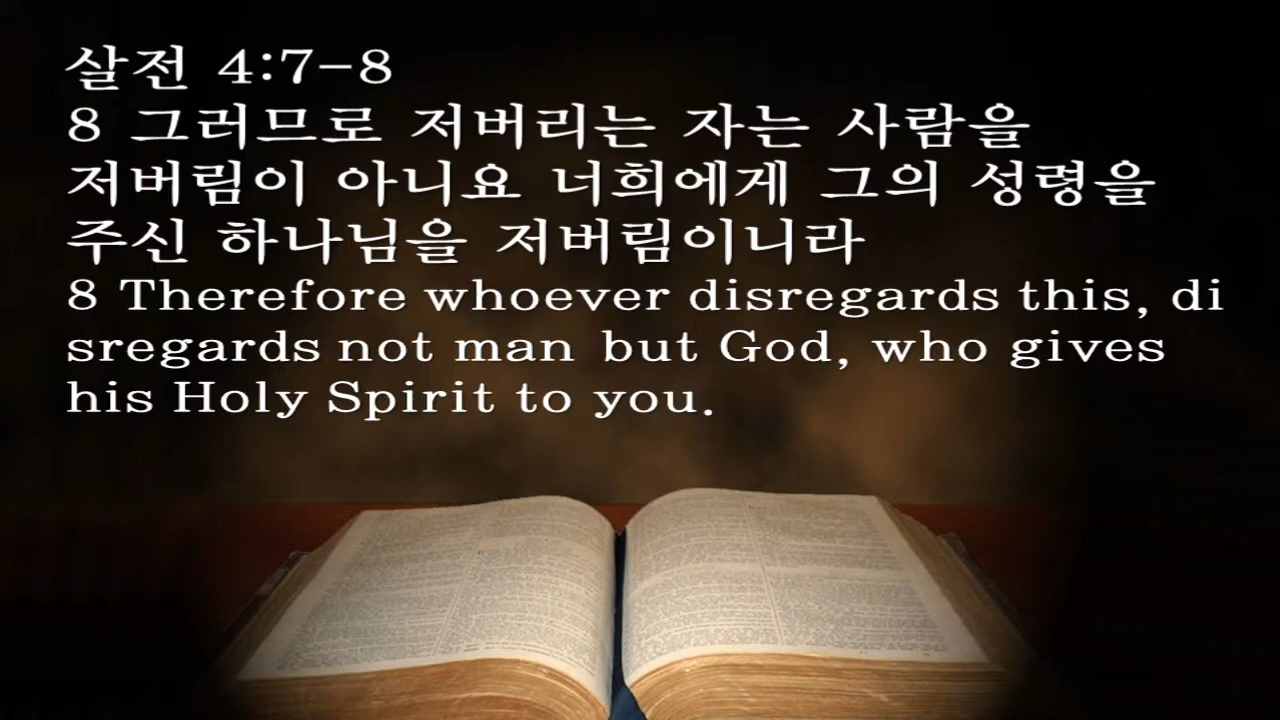 살전 4:7-8
8 그러므로 저버리는 자는 사람을
저버림이 아니요 너희에게 그의 성령을
주신 하나님을 저버림이니라
8 Therefore whoever disregards this, di
sregards not man but God, who gives
his Holy Spirit to you.